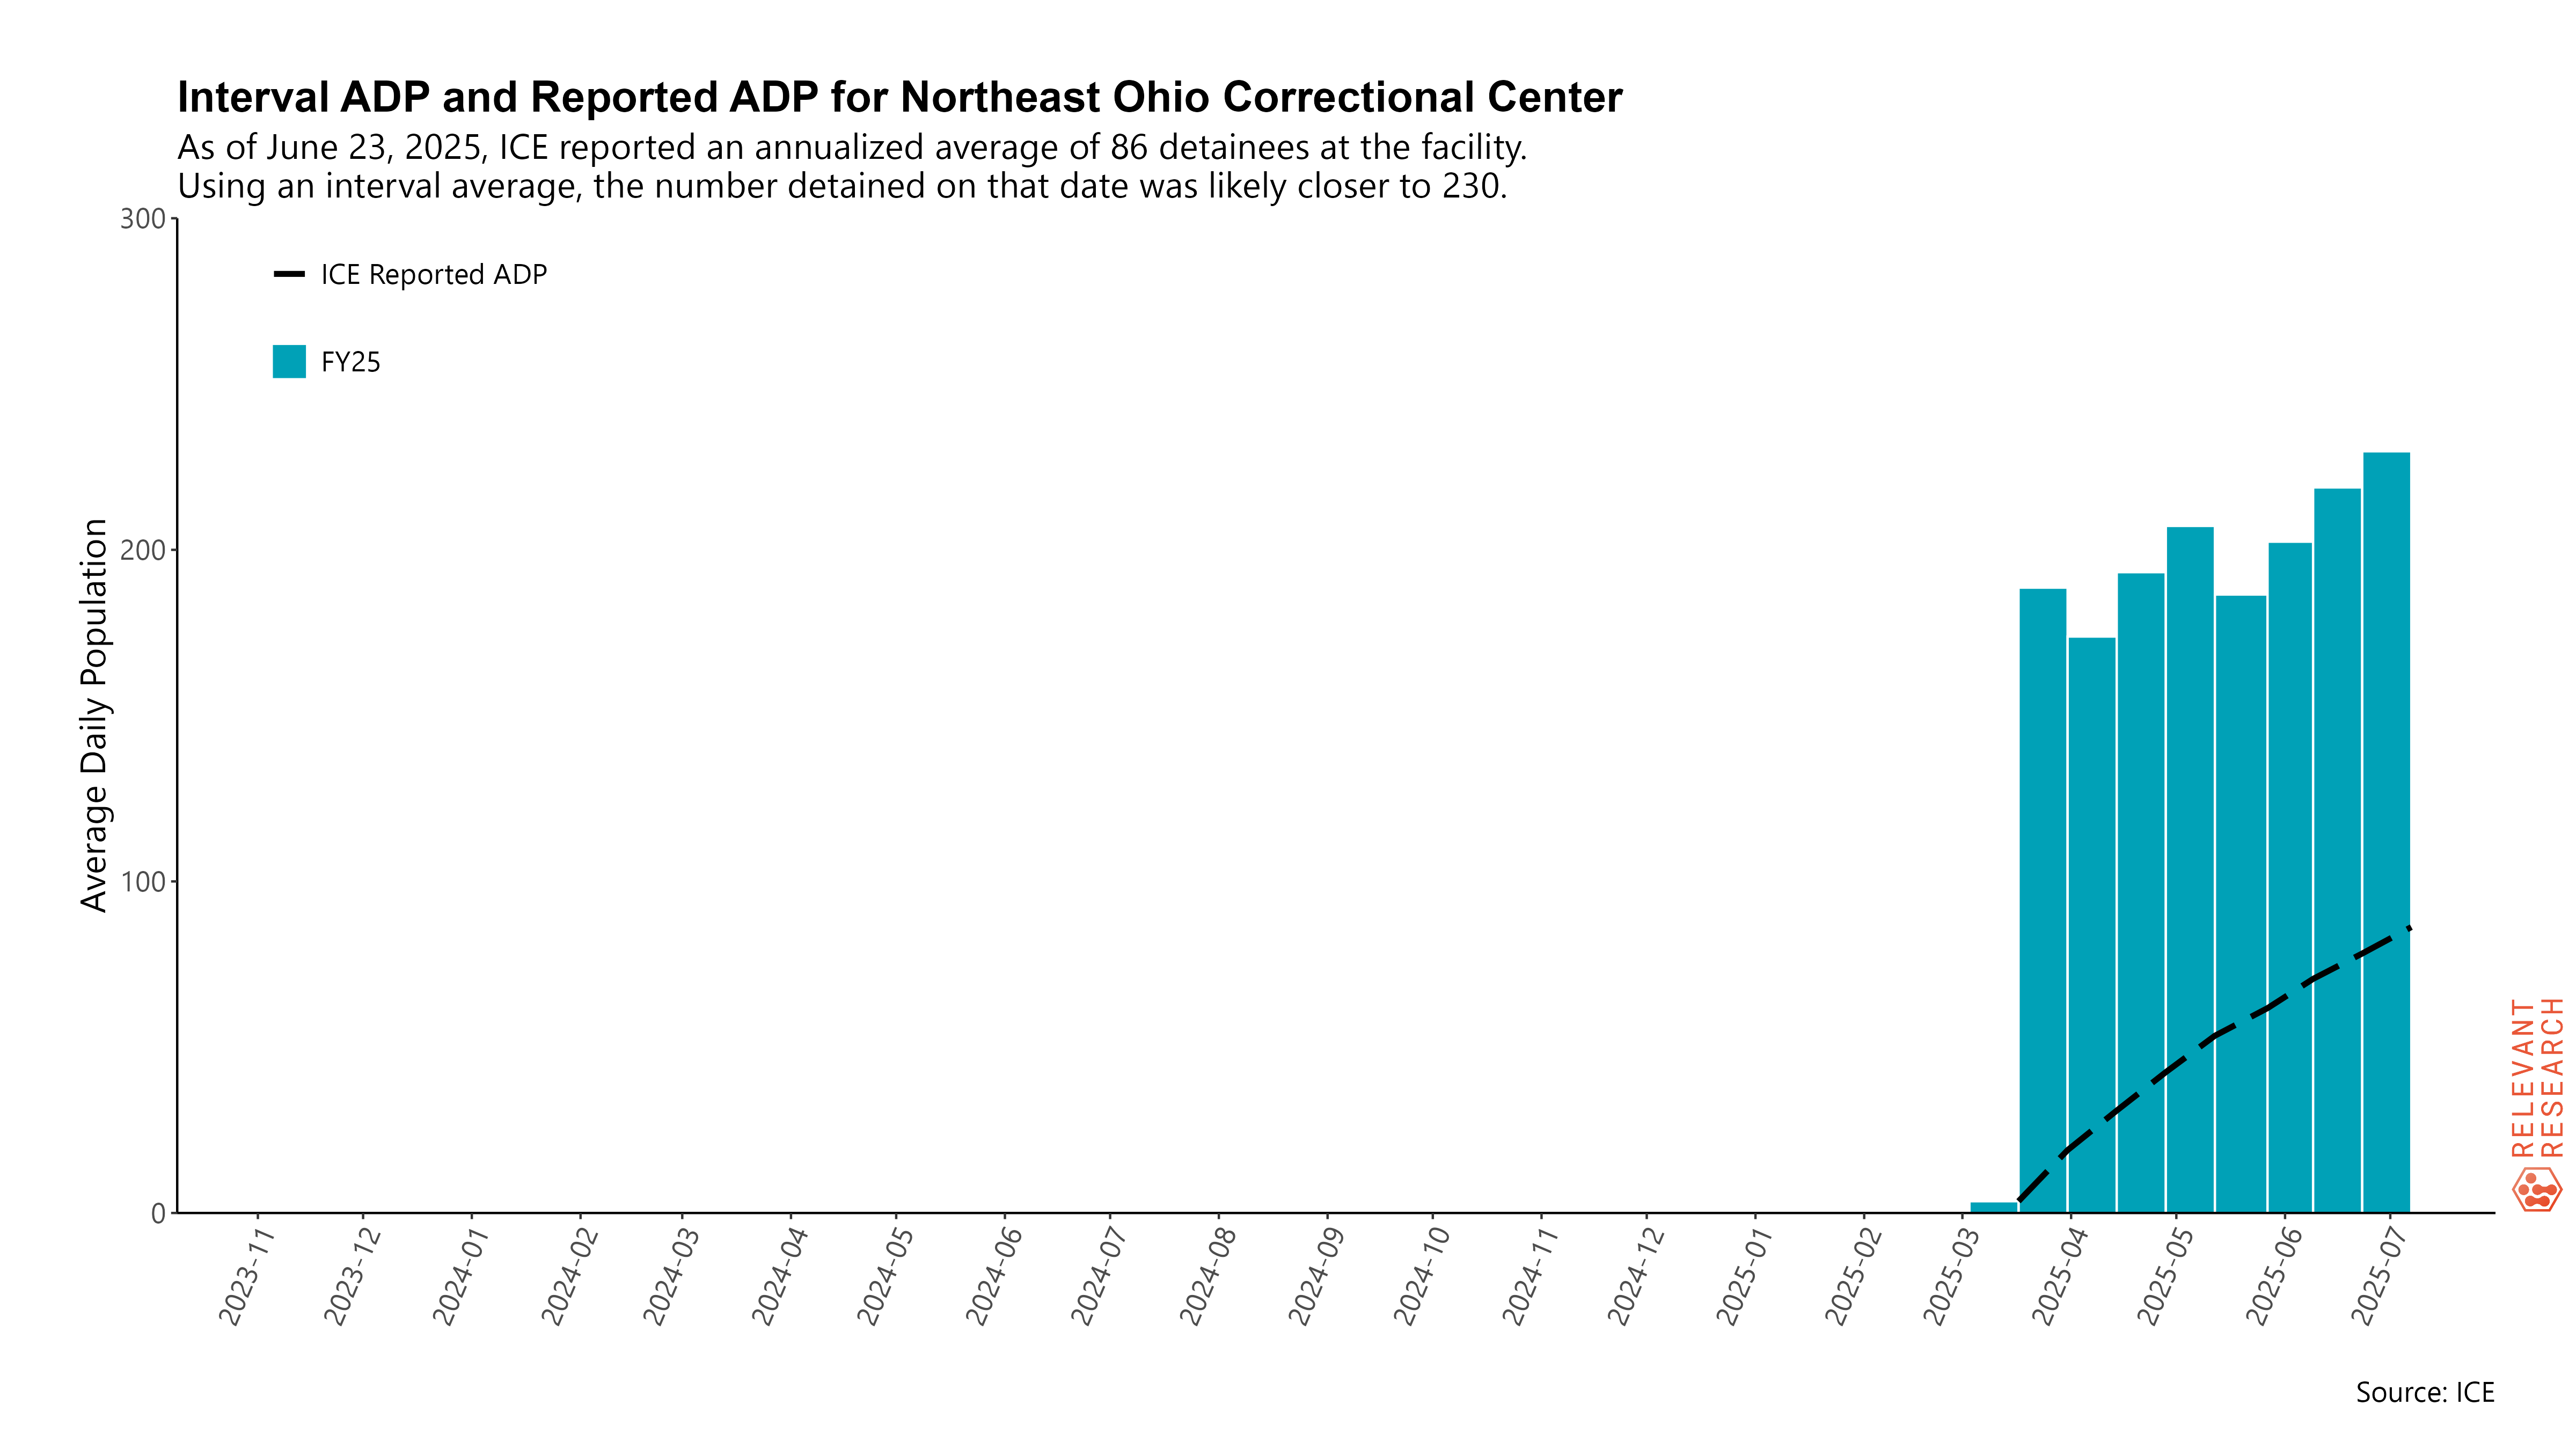 Interval ADP and Reported ADP for Northeast Ohio Correctional Center
As of June 23, 2025, ICE reported an annualized average of 86 detainees at the facility.
Using an interval average, the number detained on that date was likely closer to 230.
300
200
100
0
Average Daily Population
ICE Reported ADP
FY25
2023-11
2023-12
2024-01
2024-02
2024-03
2024-04
2024-05
2024-06
2024-07
2024-08
2024-09
2024-10
2024-11
2024-12
2025-01
2025-02
2025-03
2025-04
2025-05
2025-06
2025-07
RELEVANT
RESEARCH
Source: ICE